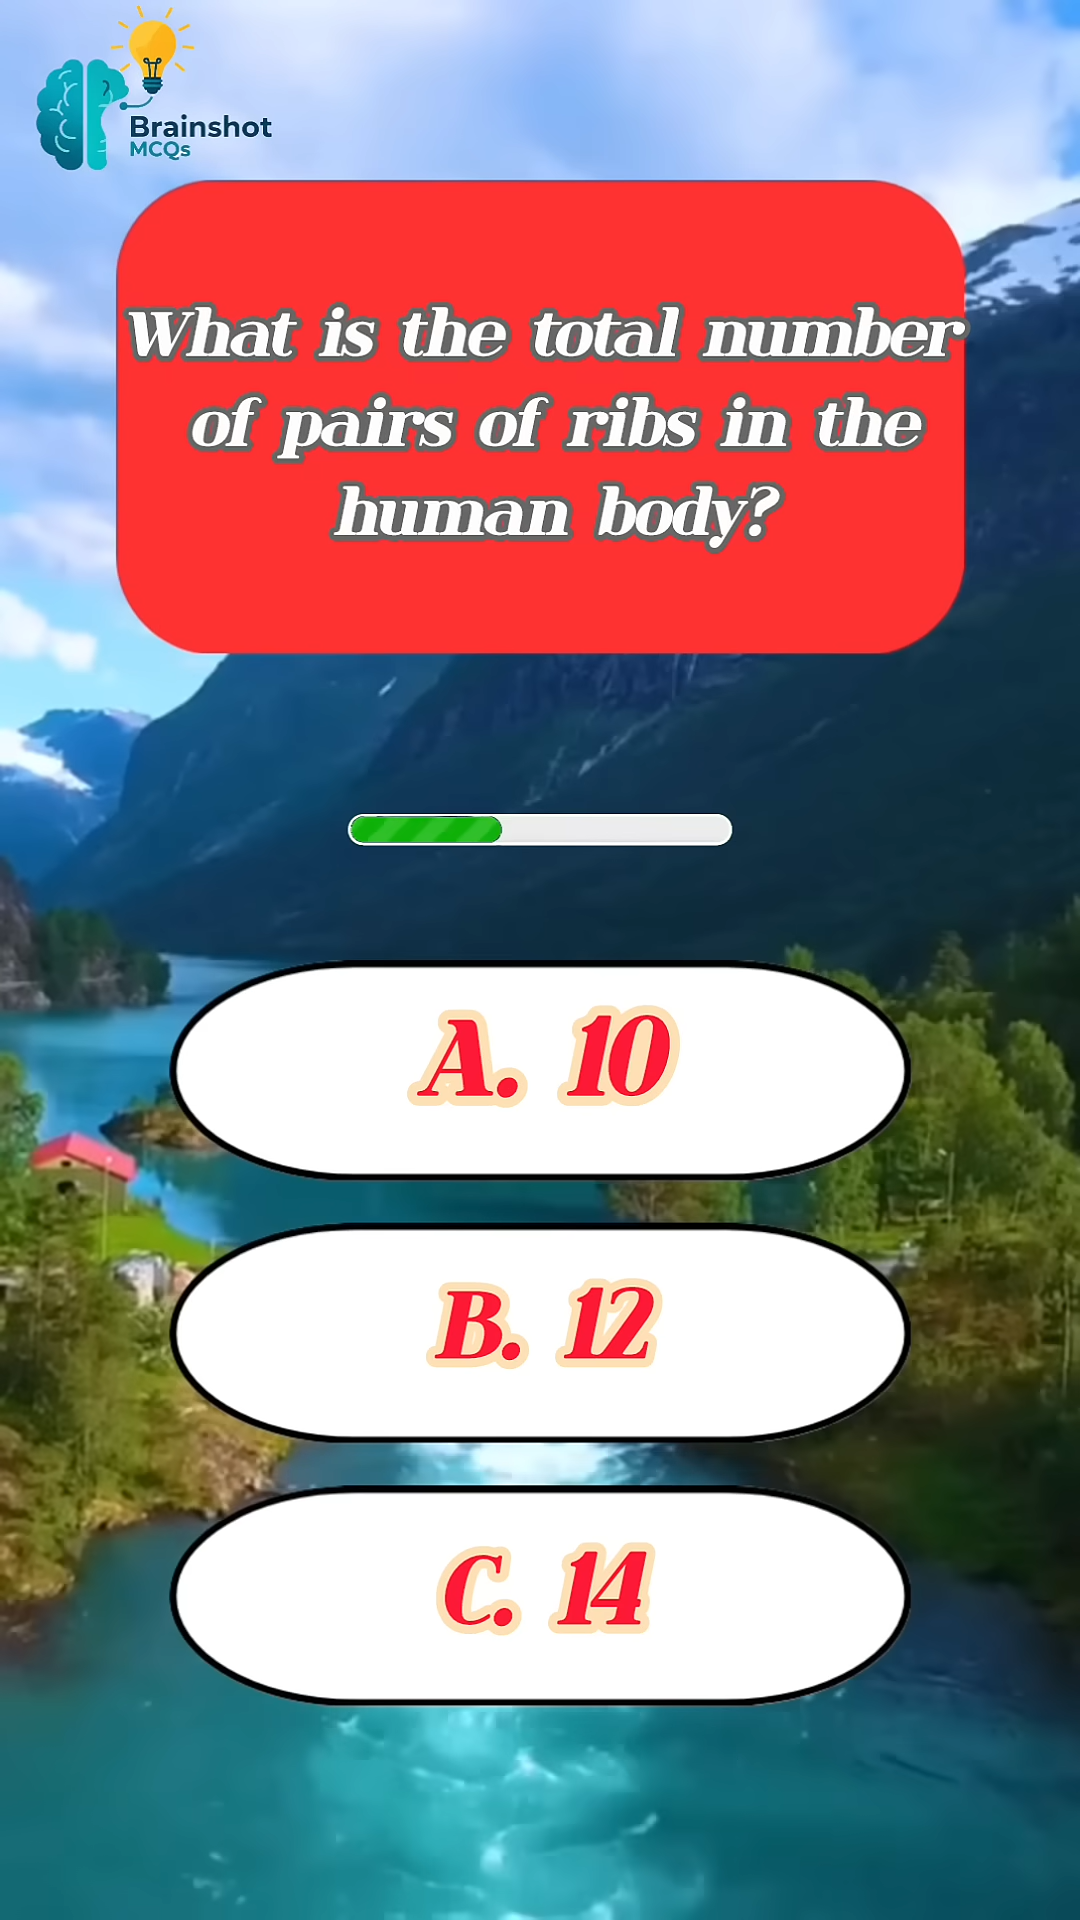 Brainshot
MCQs
What is the total number
of pairs of ribs in the
human body?
A. 10
B. 12
C. 14